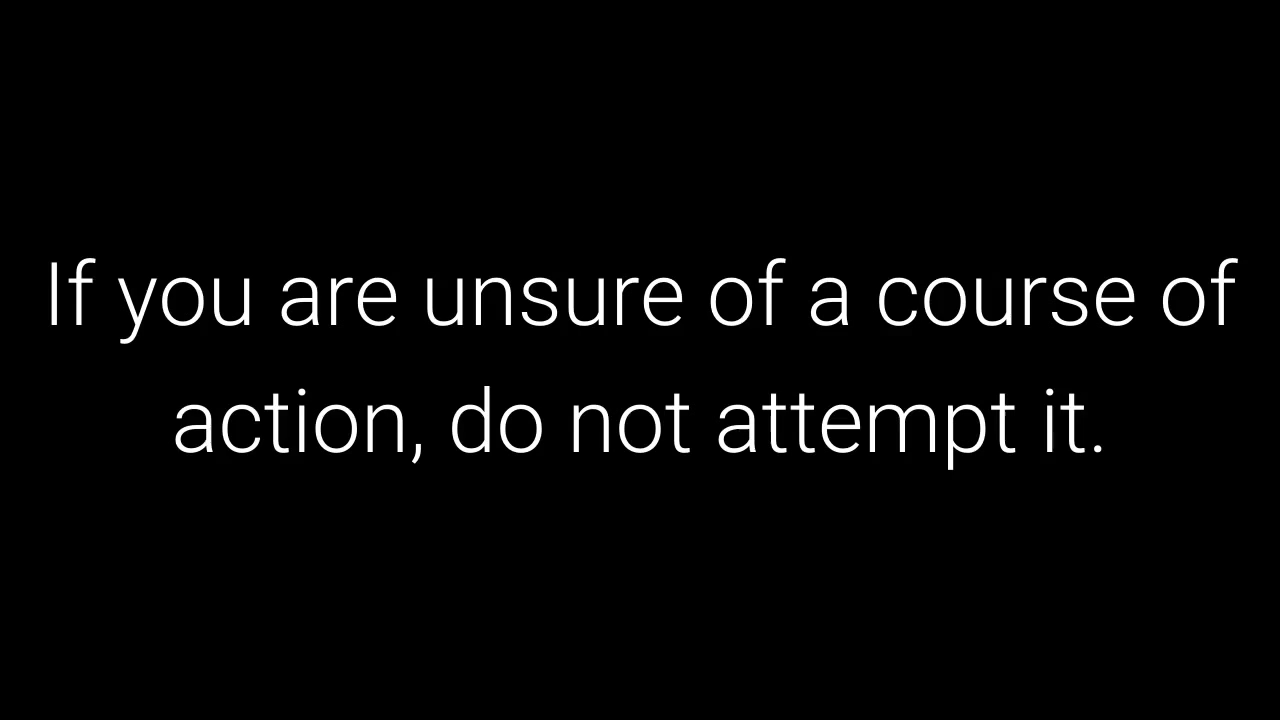 If you are unsure of a course of
action, do not attempt it.